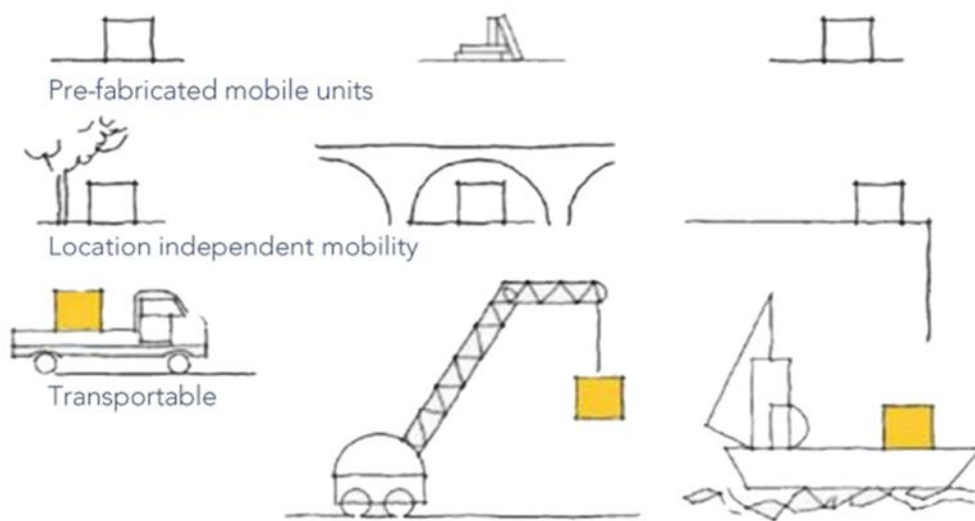 Pre-fabricated mobile units
Location independent mobility
Transportable